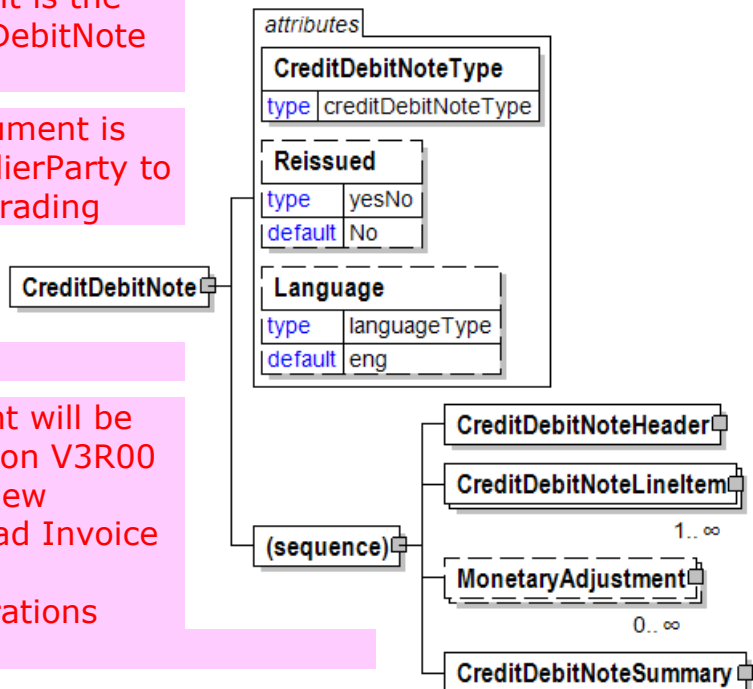 nt is the
DebitNote
ument is
lierParty to
rading
nt will be
on V3R00
ew
ad Invoice
rations
attributes
CreditDebitNoteType
type creditDebitNoteType
Reissued
type yesNo
default No
CreditDebitNote
Language
type languageType
default eng
CreditDebitNoteHeader
CreditDebitNoteLineItem
1.. ∞
(sequence)
MonetaryAdjustment
0.. ∞
CreditDebitNoteSummary